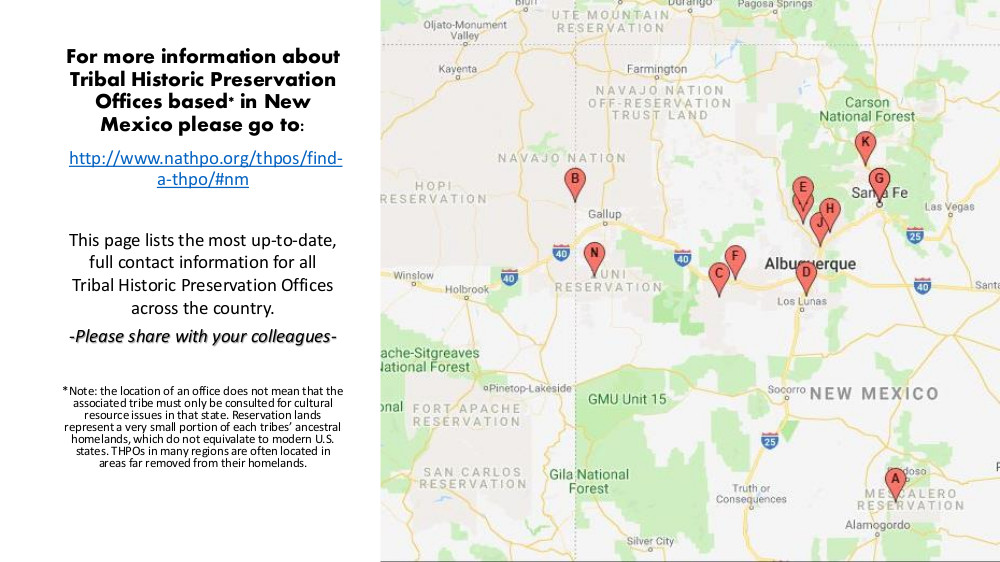 For more information about
Tribal Historic Preservation
Offices based* in New
Mexico please go to:
http://www.nathpo.org/thpos/find-
a-thpo/#nm
This page lists the most up-to-date,
full contact information for all
Tribal Historic Preservation Offices
across the country.
-Please share with your colleagues-
*Note: the location of an office does not mean that the
associated tribe must only be consulted for cultural
resource issues in that state. Reservation lands
represent a very small portion of each tribes' ancestral
homelands, which do not equivalate to modern U.S.
states. THPOs in many regions are often located in
areas far removed from their homelands.
Bluff
Durango
Pagosa Springs
UTE MOUNTAIN
RESERVATION
Oljato-Monument
Valley
Kayenta
Farmington
NAVAJO NATION
OFF-RESERVATION
TRUST LAND
Carson
National Forest
K
NAVAJO NATION
B
E
G
HOPI
RESERVATION
Santa Fe
H
Las Vegas
Gallup
J
25
40
N
40
F
Albuquerque
Winslow
40
ZUNI
RESERVATION
C
D
40
Holbrook
Los Lunas
Santa
ache-Sitgreaves
National Forest
Pinetop-Lakeside
GMU Unit 15
Socorro
NEW MEXICO
onal
FORT APACHE
RESERVATION
25
SAN CARLOS
RESERVATION
Gila National
Forest
A
doso
Truth or
Consequences
MESCALERO
RESERVATION
Alamogordo
Silver City